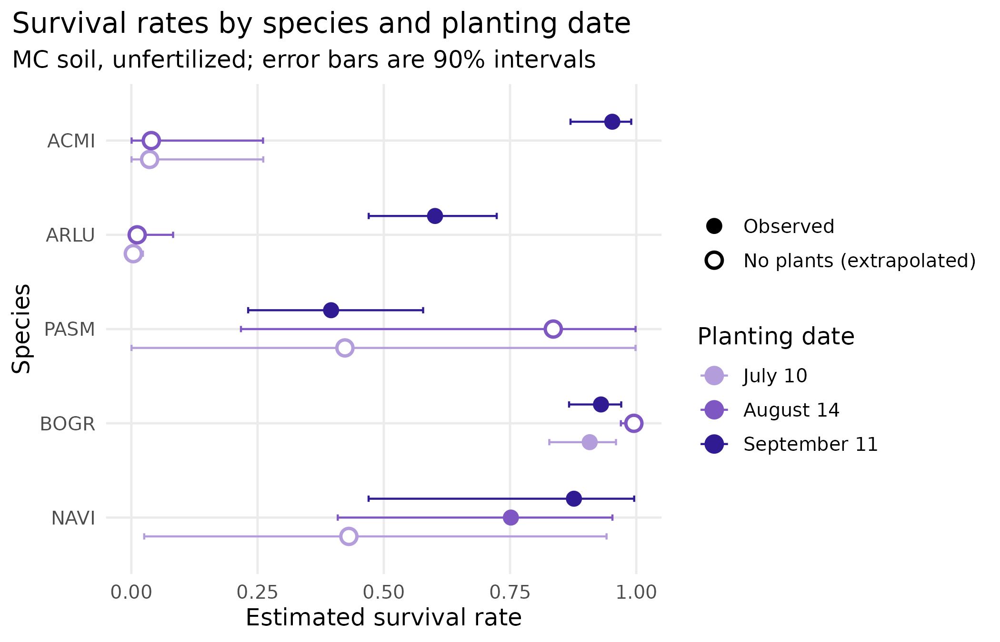 Survival rates by species and planting date
MC soil, unfertilized; error bars are 90% intervals
Species
ACMI
ARLU
PASM
BOGR
NAVI
0.00 0.25 0.50 0.75 1.00
Estimated survival rate
Observed
No plants (extrapolated)
Planting date
July 10
August 14
September 11